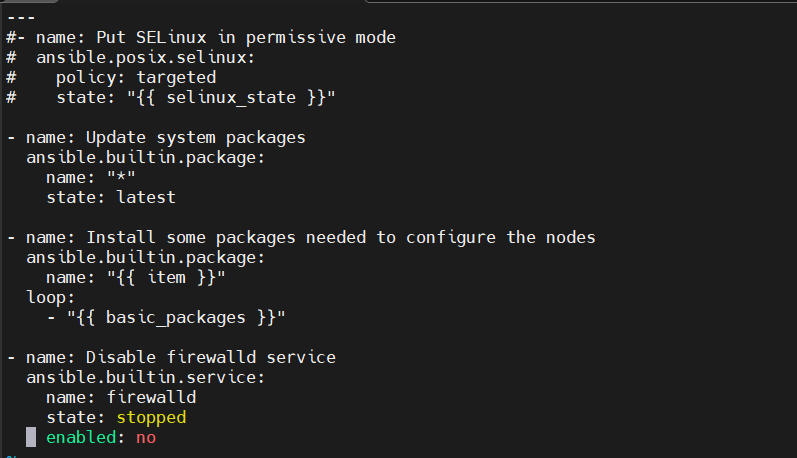 ---
#- name: Put SELinux in permissive mode
#  ansible.posix.selinux:
#    policy: targeted
#    state: "{{ selinux_state }}"

- name: Update system packages
  ansible.builtin.package:
    name: "*"
    state: latest

- name: Install some packages needed to configure the nodes
  ansible.builtin.package:
    name: "{{ item }}"
  loop:
    - "{{ basic_packages }}"

- name: Disable firewalld service
  ansible.builtin.service:
    name: firewalld
    state: stopped
    enabled: no